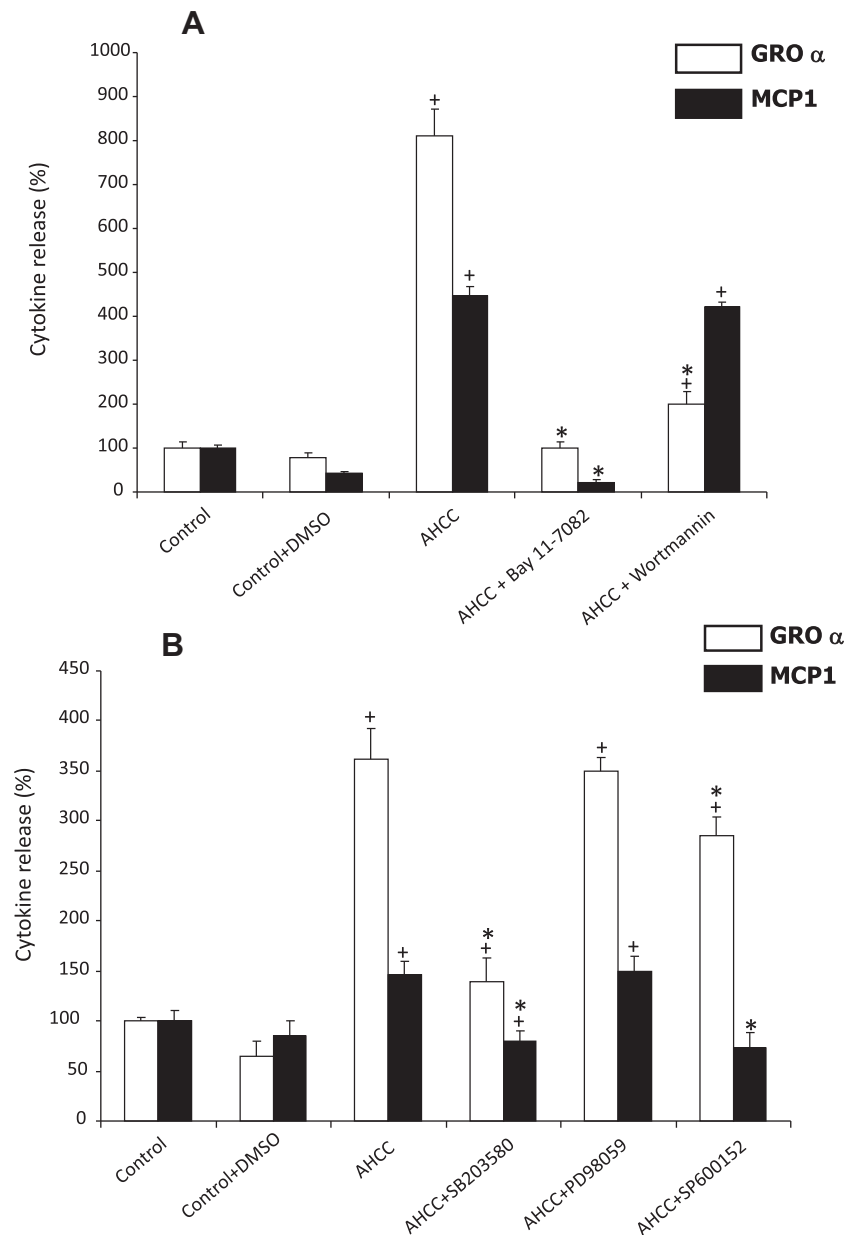 A
GRO α
MCP1
Cytokine release (%)
1000
900
800
700
600
500
400
300
200
100
0
+
+
*
*
*
+
+
Control
Control+DMSO
AHCC
AHCC + Bay 11-7082
AHCC + Wortmannin
B
GRO α
MCP1
Cytokine release (%)
450
400
350
300
250
200
150
100
50
0
+
+
*
+
*
+
+
+
*
+
*
Control
Control+DMSO
AHCC
AHCC+SB203580
AHCC+PD98059
AHCC+SP600152